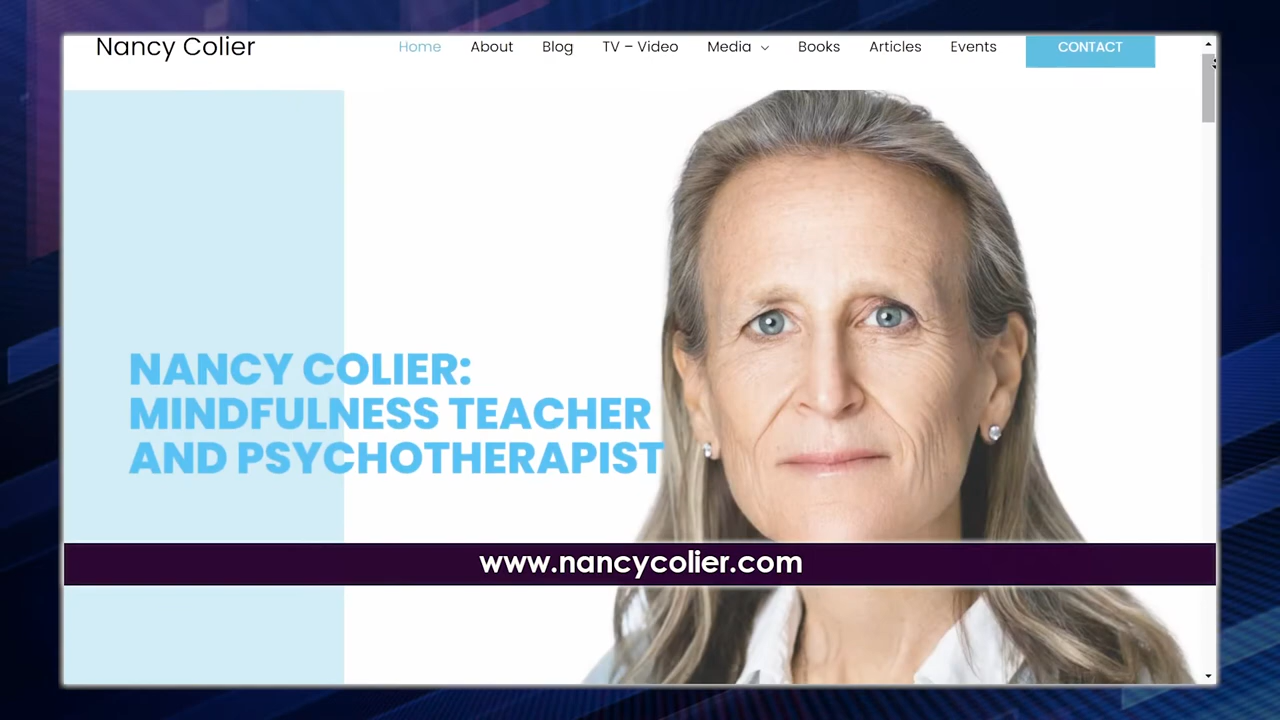 Nancy Colier
Home About Blog TV – Video Media Books Articles Events CONTACT
NANCY COLIER:
MINDFULNESS TEACHER
AND PSYCHOTHERAPIST
www.nancycolier.com